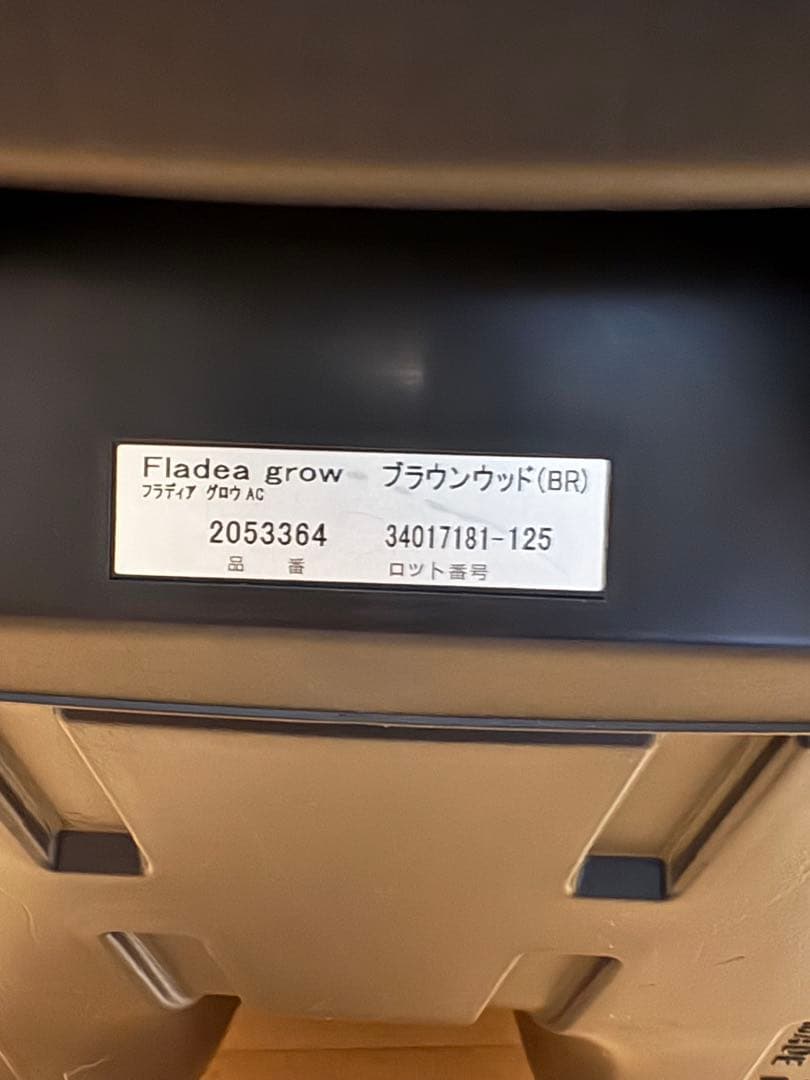 Fladea grow ブラウンウッド(BR)
フラディア グロウ AC
2053364 34017181-125
品 番 ロット番号